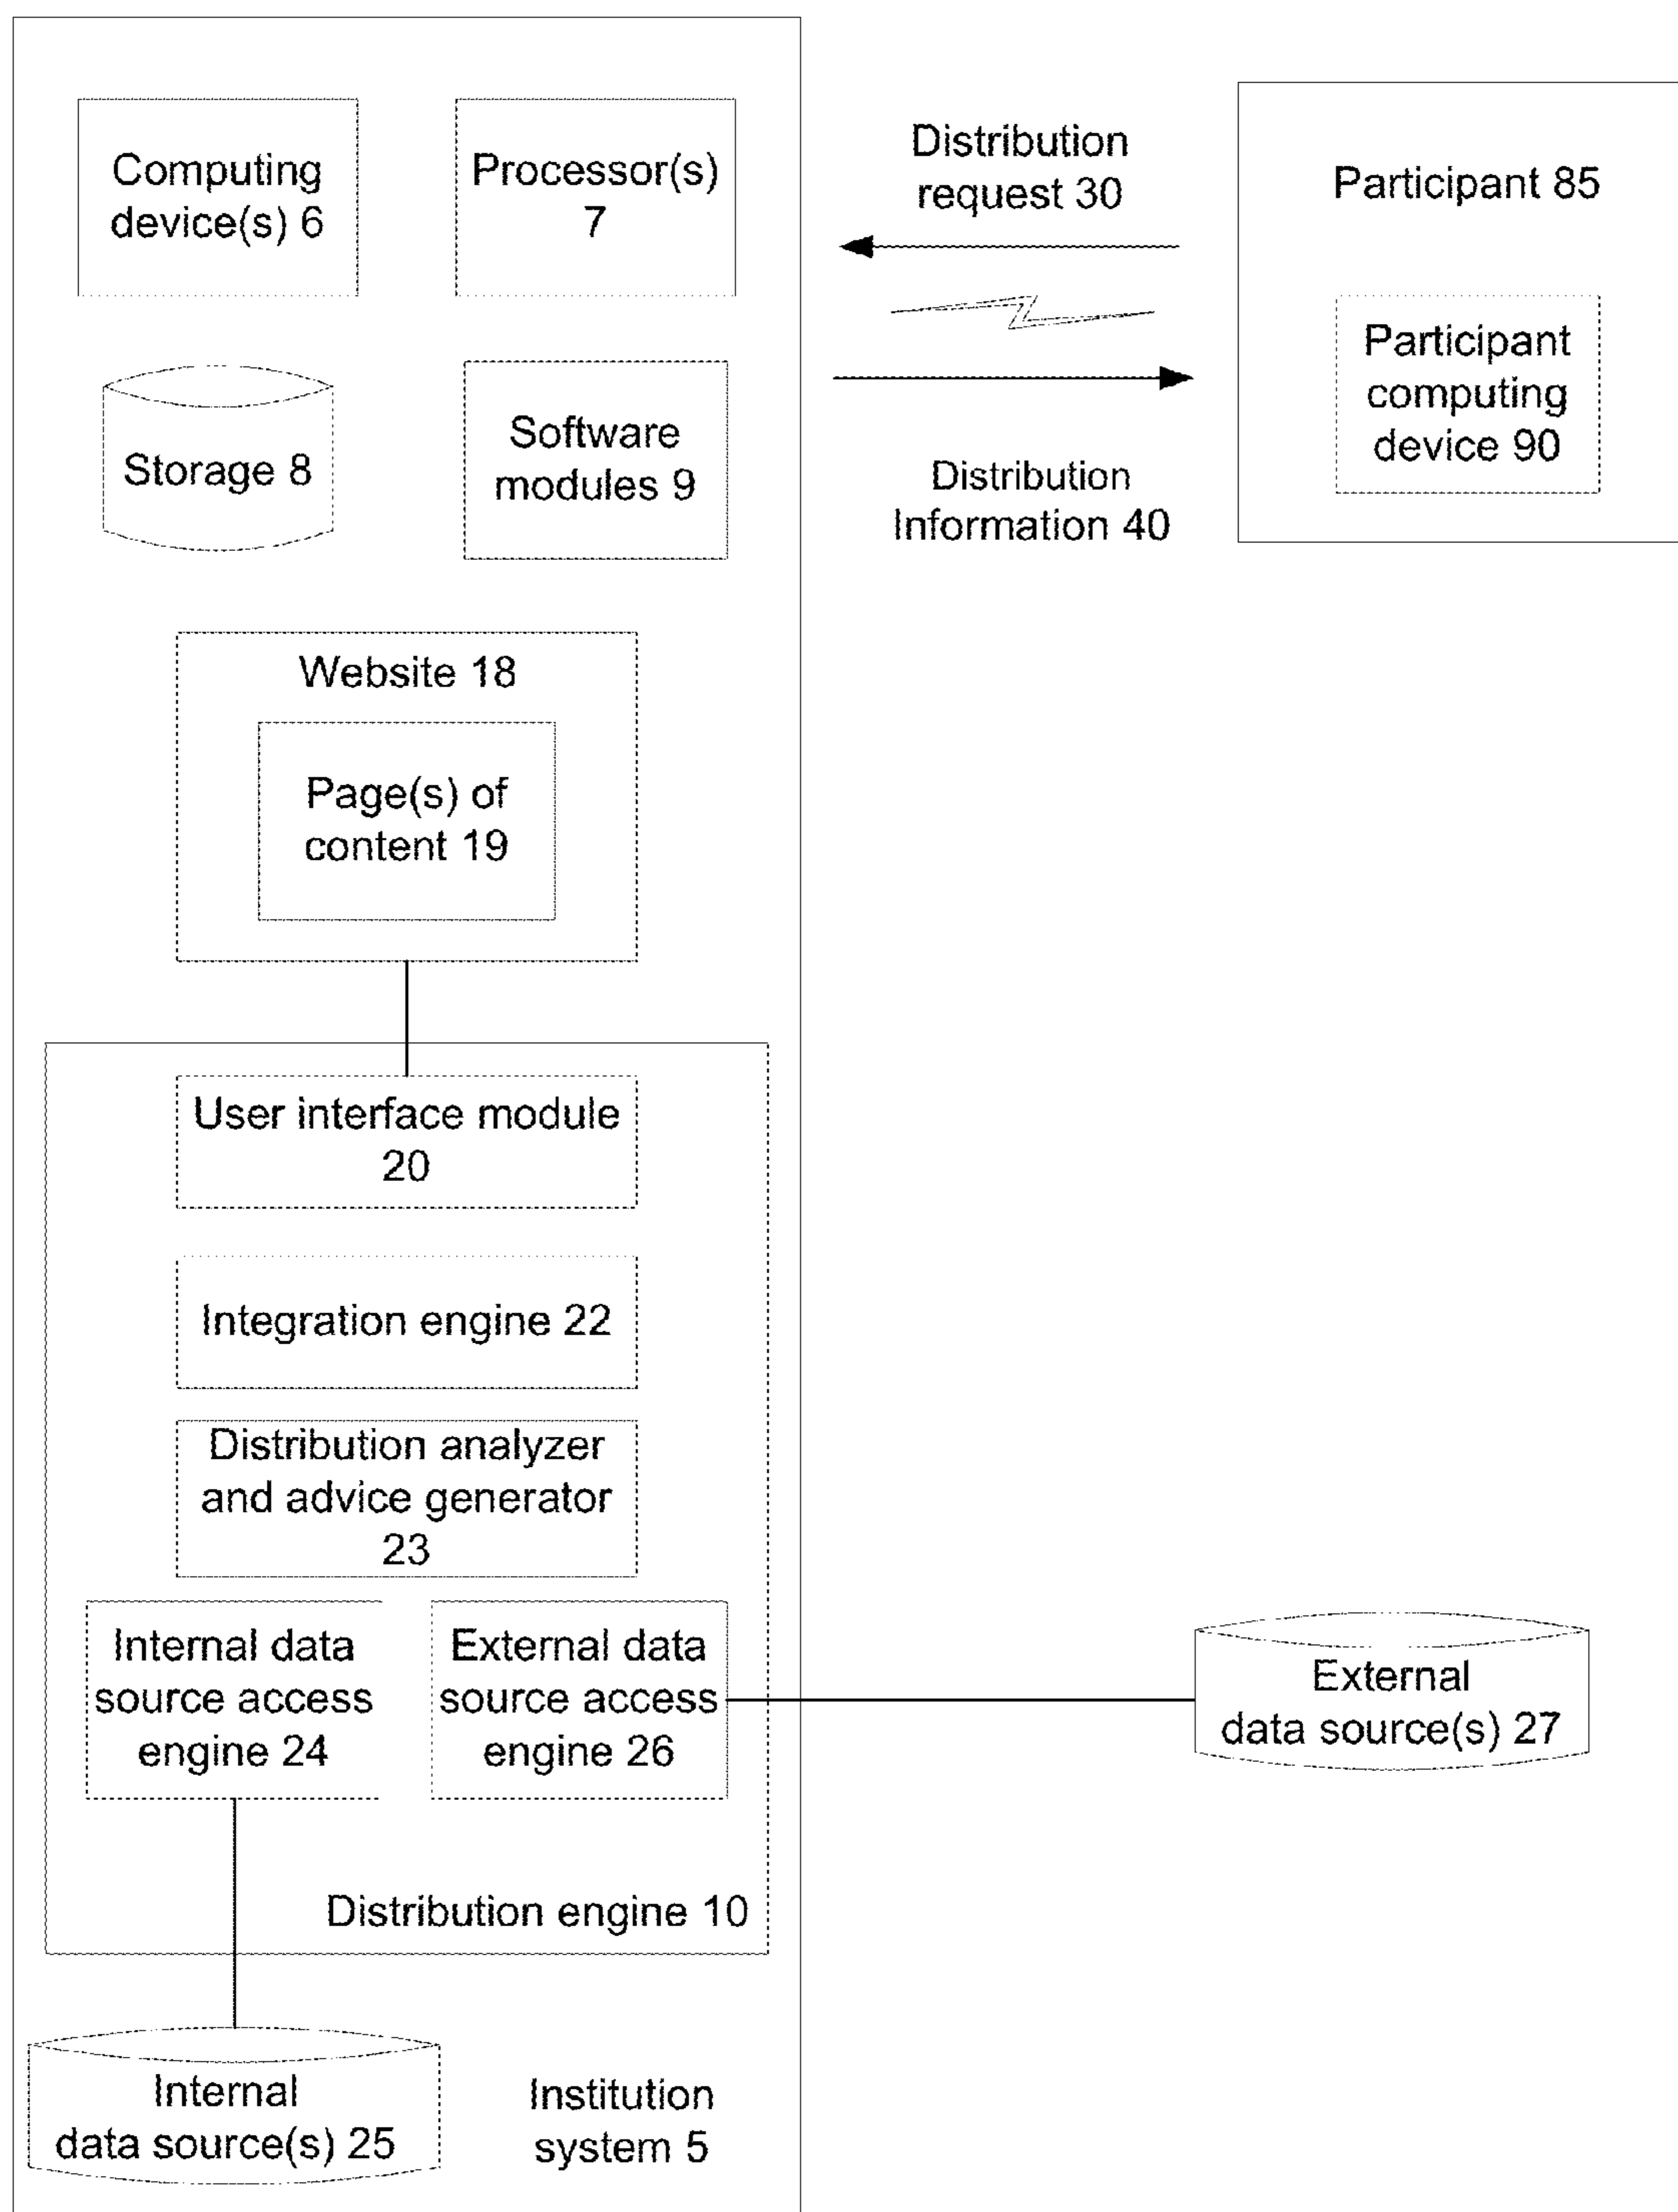 Computing
device(s) 6
Processor(s)
7
Distribution
request 30
Participant 85
Participant
computing
device 90
Storage 8
Software
modules 9
Distribution
Information 40
Website 18
Page(s) of
content 19
User interface module
20
Integration engine 22
Distribution analyzer
and advice generator
23
Internal data
source access
engine 24
External data
source access
engine 26
External
data source(s) 27
Distribution engine 10
Internal
data source(s) 25
Institution
system 5